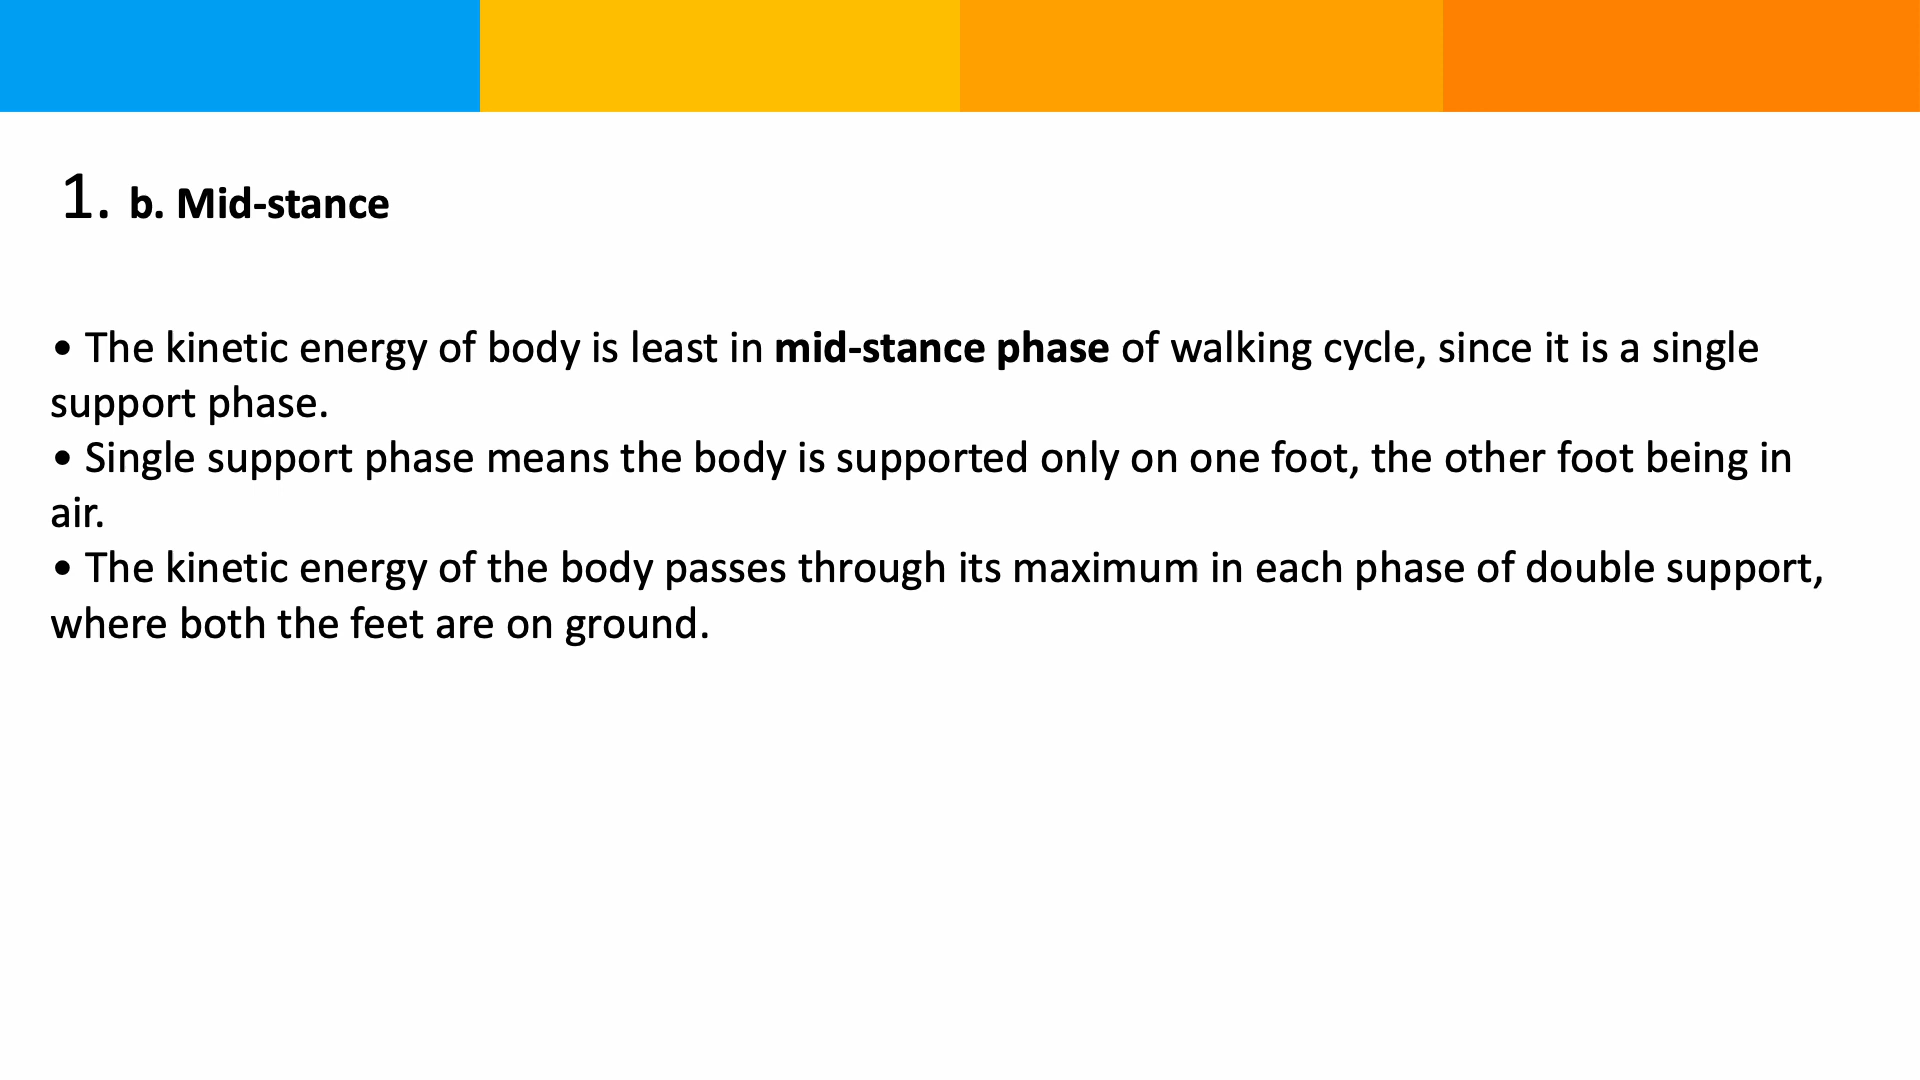 1. b. Mid-stance
• The kinetic energy of body is least in mid-stance phase of walking cycle, since it is a single
support phase.
• Single support phase means the body is supported only on one foot, the other foot being in
air.
• The kinetic energy of the body passes through its maximum in each phase of double support,
where both the feet are on ground.